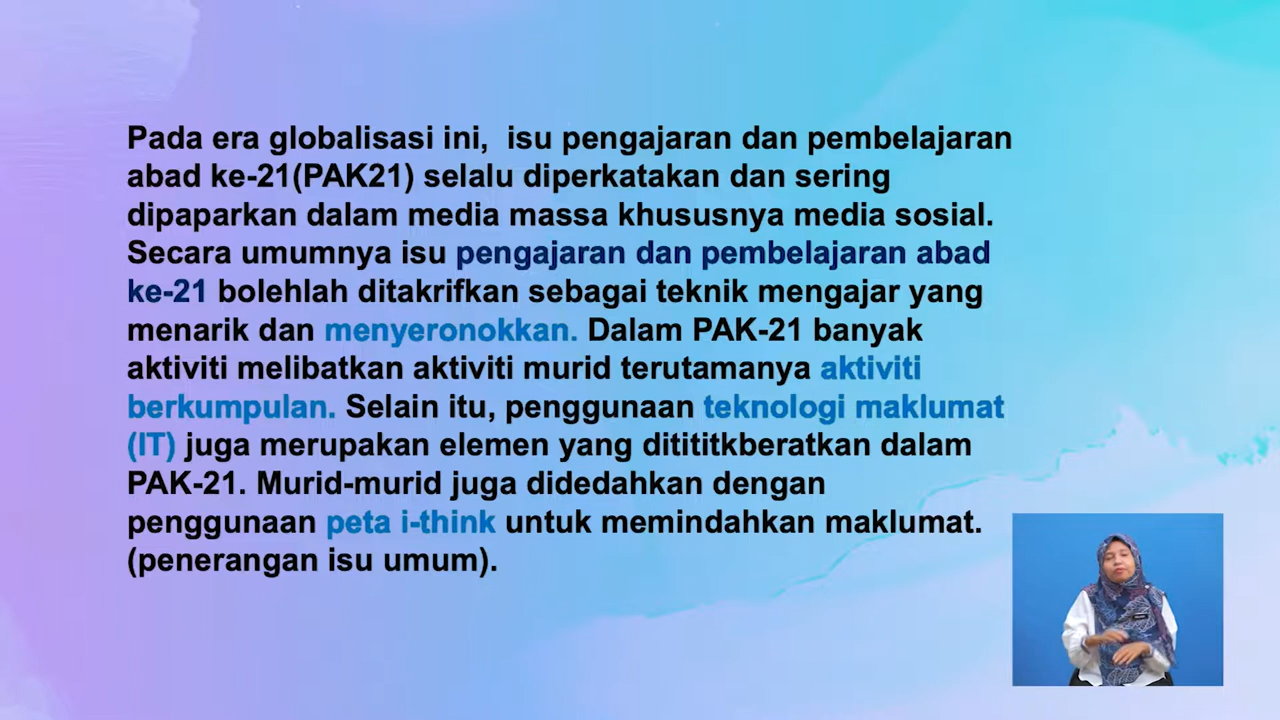 Pada era globalisasi ini,  isu pengajaran dan pembelajaran
abad ke-21(PAK21) selalu diperkatakan dan sering
dipaparkan dalam media massa khususnya media sosial.
Secara umumnya isu pengajaran dan pembelajaran abad
ke-21 bolehlah ditakrifkan sebagai teknik mengajar yang
menarik dan menyeronokkan. Dalam PAK-21 banyak
aktiviti melibatkan aktiviti murid terutamanya aktiviti
berkumpulan. Selain itu, penggunaan teknologi maklumat
(IT) juga merupakan elemen yang ditititkberatkan dalam
PAK-21. Murid-murid juga didedahkan dengan
penggunaan peta i-think untuk memindahkan maklumat.
(penerangan isu umum).